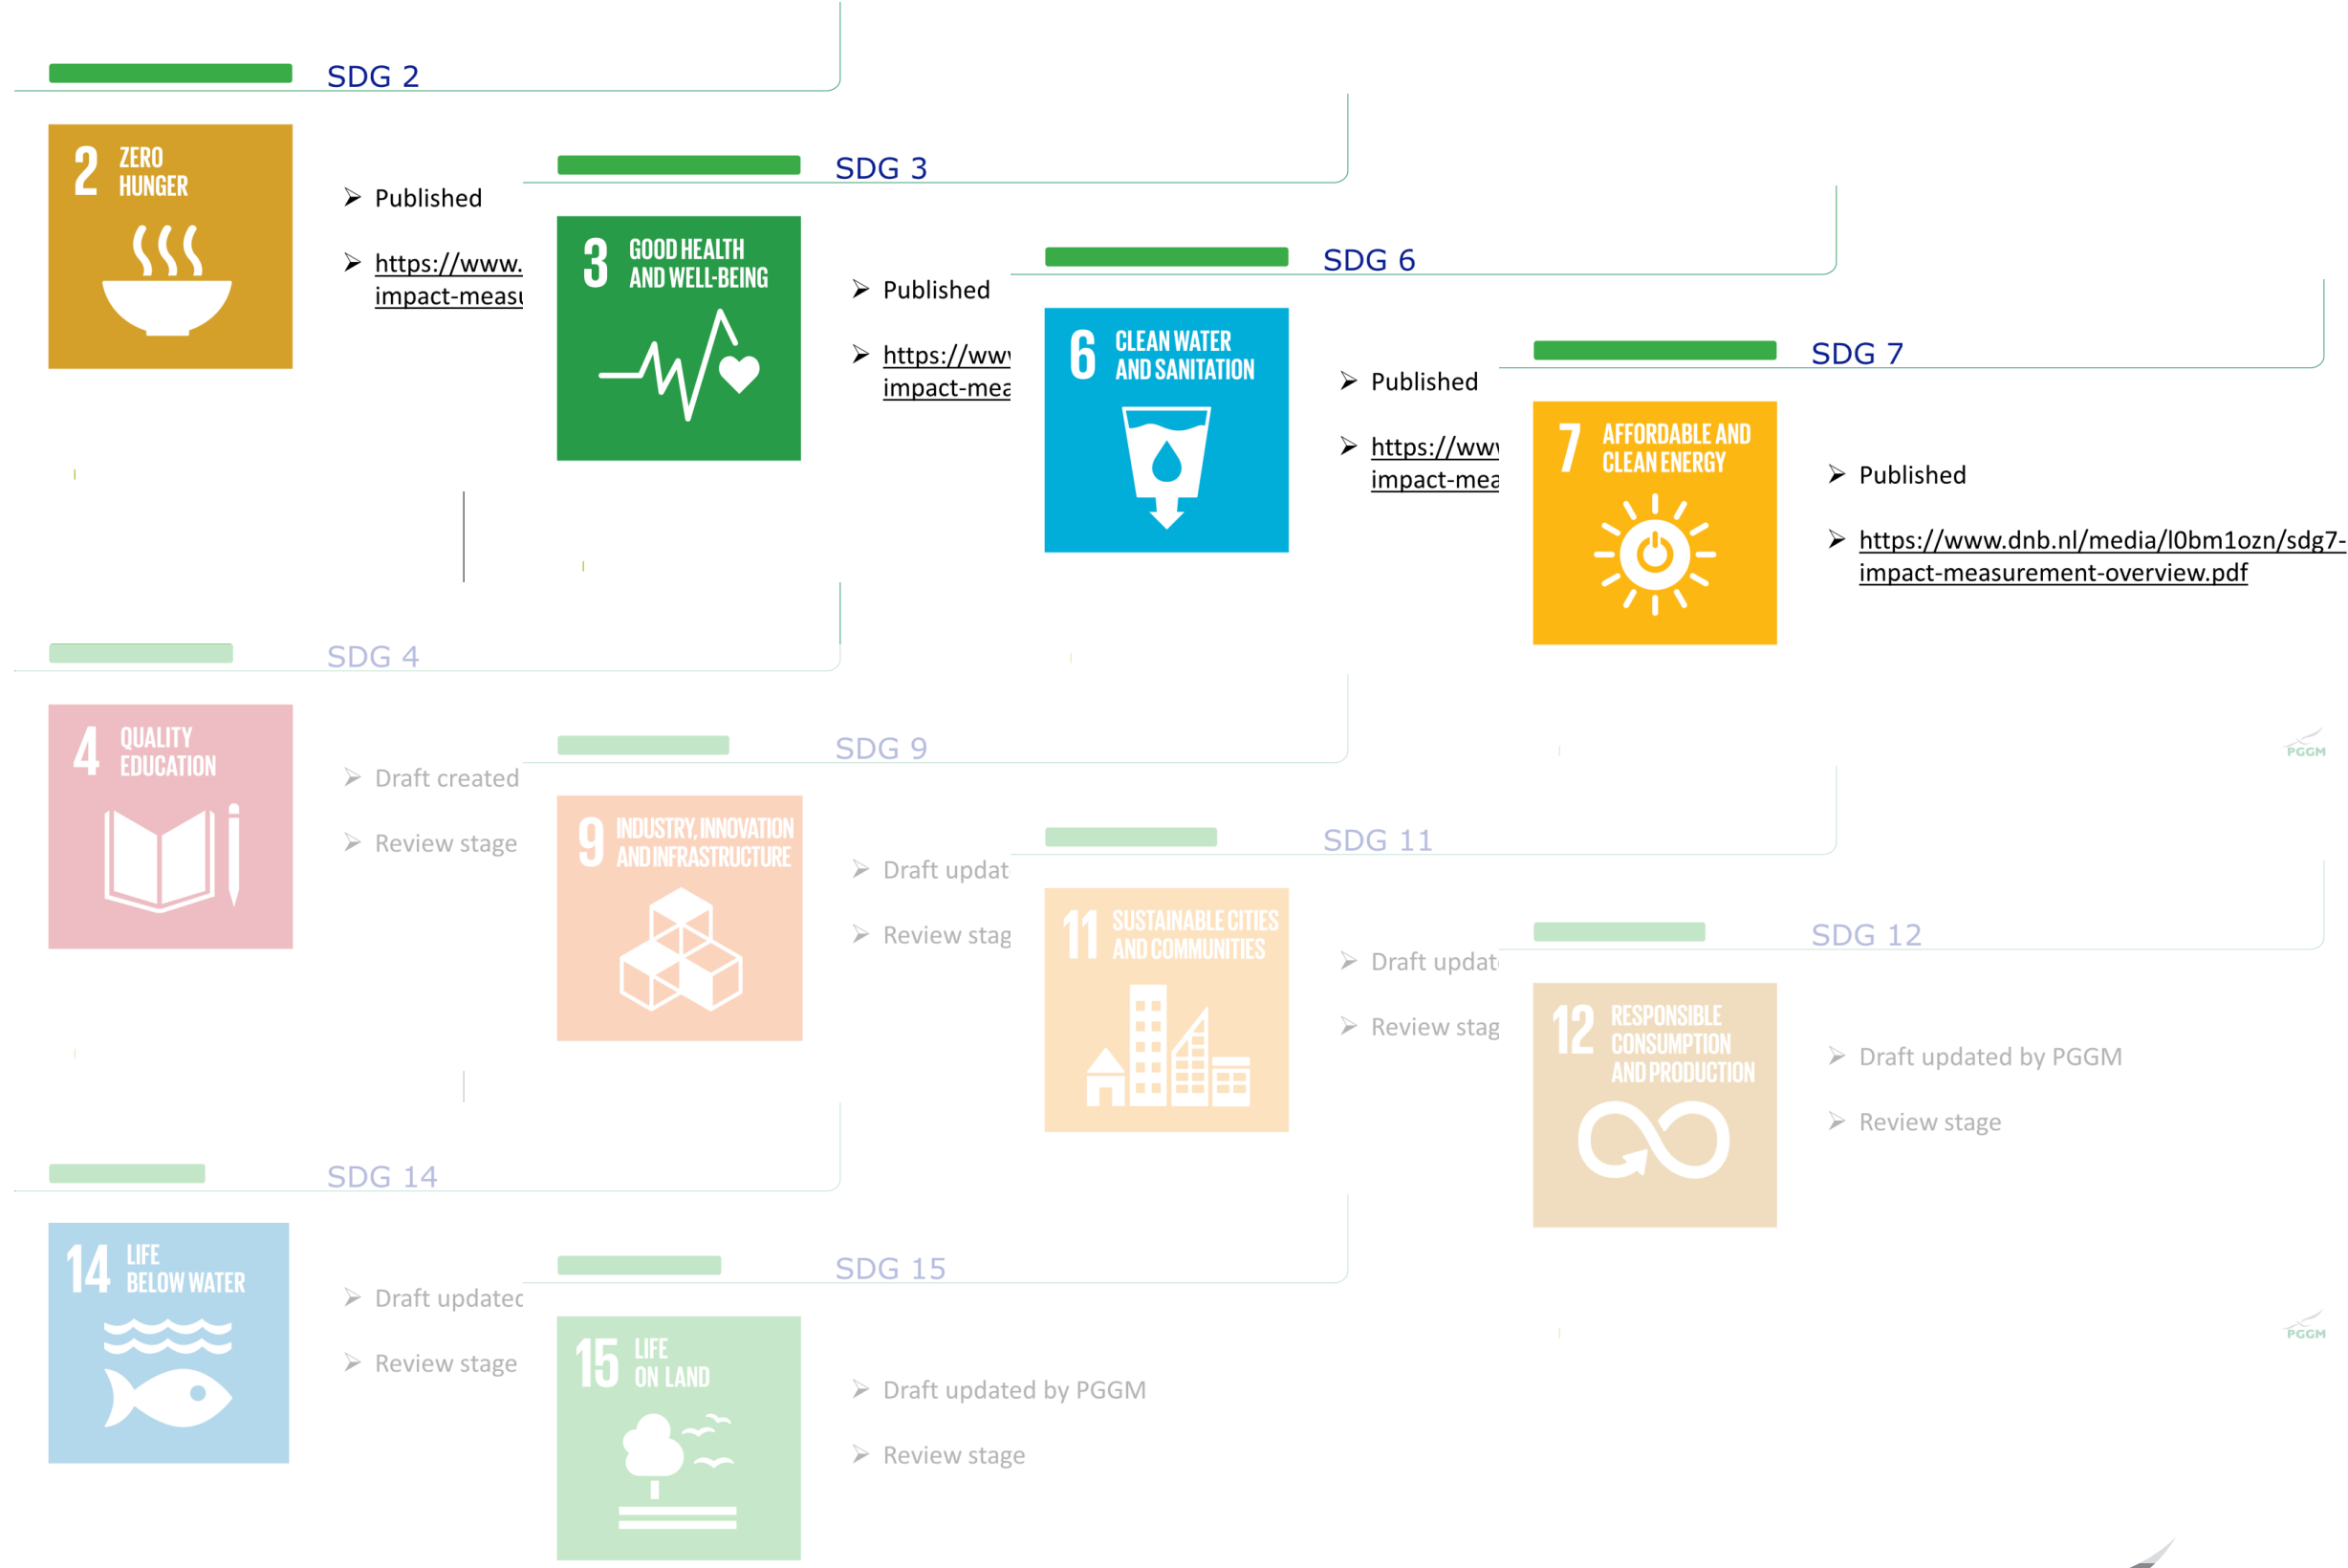 SDG 2
2 ZERO
HUNGER
Published
https://www.
impact-measu
SDG 3
3 GOOD HEALTH
AND WELL-BEING
Published
https://www
impact-mea
SDG 6
6 CLEAN WATER
AND SANITATION
Published
https://www
impact-mea
SDG 7
7 AFFORDABLE AND
CLEAN ENERGY
Published
https://www.dnb.nl/media/l0bm1ozn/sdg7-
impact-measurement-overview.pdf
PGGM
SDG 4
4 QUALITY
EDUCATION
Draft created
Review stage
SDG 9
9 INDUSTRY, INNOVATION
AND INFRASTRUCTURE
Draft updat
Review stag
SDG 11
11 SUSTAINABLE CITIES
AND COMMUNITIES
Draft updat
Review stag
SDG 12
12 RESPONSIBLE
CONSUMPTION
AND PRODUCTION
Draft updated by PGGM
Review stage
PGGM
SDG 14
14 LIFE
BELOW WATER
Draft updated
Review stage
SDG 15
15 LIFE
ON LAND
Draft updated by PGGM
Review stage